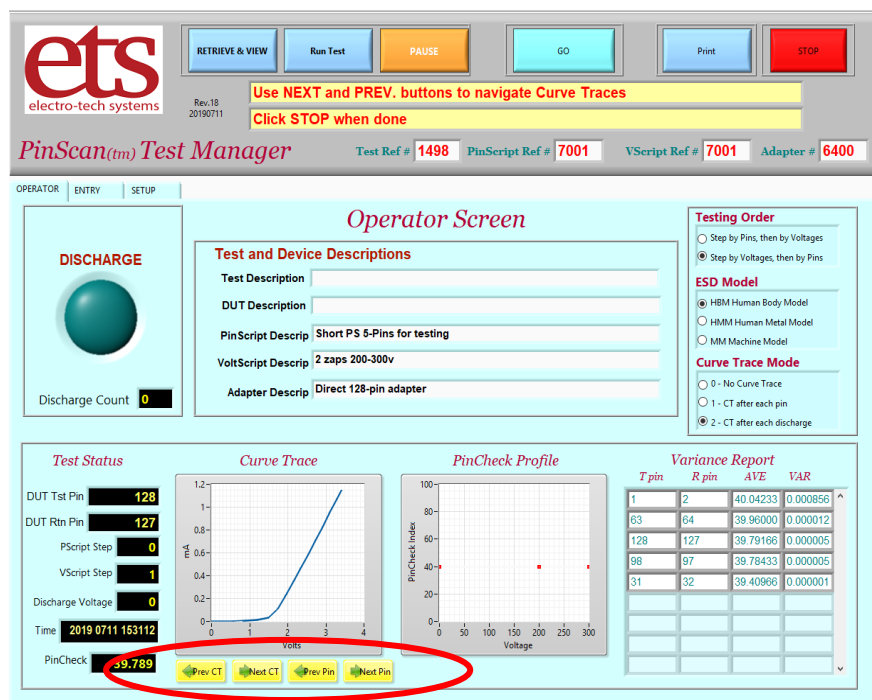 ets
electro-tech systems
RETRIEVE & VIEW
Run Test
PAUSE
GO
Print
STOP
Rev.18
20190711
Use NEXT and PREV. buttons to navigate Curve Traces
Click STOP when done
PinScan(tm) Test Manager
Test Ref # 1498 PinScript Ref # 7001 VScript Ref # 7001 Adapter # 6400
OPERATOR ENTRY SETUP
DISCHARGE
Discharge Count 0
Operator Screen
Test and Device Descriptions
Test Description
DUT Description
PinScript Descrip Short PS 5-Pins for testing
VoltScript Descrip 2 zaps 200-300v
Adapter Descrip Direct 128-pin adapter
Testing Order
Step by Pins, then by Voltages
Step by Voltages, then by Pins
ESD Model
HBM Human Body Model
HMM Human Metal Model
MM Machine Model
Curve Trace Mode
0 - No Curve Trace
1 - CT after each pin
2 - CT after each discharge
Test Status
DUT Tst Pin 128
DUT Rtn Pin 127
PScript Step 0
VScript Step 1
Discharge Voltage 0
Time 2019 0711 153112
PinCheck 39.789
Curve Trace
mA
1.2
1
0.8
0.6
0.4
0.2
0
0 1 2 3 4
Volts
Prev CT Next CT Prev Pin Next Pin
PinCheck Profile
PinCheck Index
100
80
60
40
20
0 50 100 150 200 250 300
Voltage
Variance Report
T pin R pin AVE VAR
1 2 40.04233 0.000856
63 64 39.96000 0.000012
128 127 39.79166 0.000005
98 97 39.78433 0.000005
31 32 39.40966 0.000001